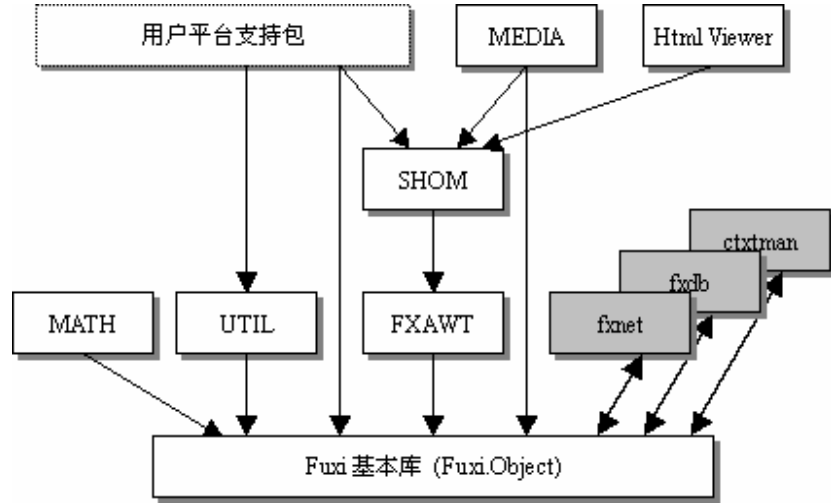 用户平台支持包
MEDIA
Html Viewer
SHOM
ctxtman
fxdb
MATH
UTIL
FXAWT
fxnet
Fuxi 基本库 (Fuxi.Object)